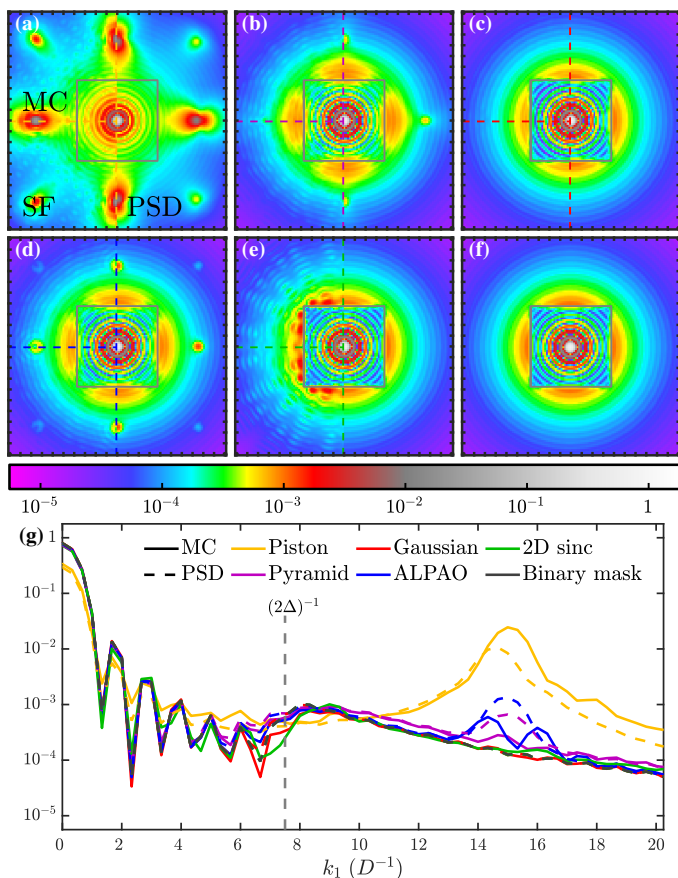 (a)
(b)
(c)
MC
SF
PSD
(d)
(e)
(f)
10⁻⁵ 10⁻⁴ 10⁻³ 10⁻² 10⁻¹ 1
(g)
MC Piston Gaussian 2D sinc
PSD Pyramid ALPAO Binary mask
(2Δ)⁻¹
1
10⁻¹
10⁻²
10⁻³
10⁻⁴
10⁻⁵
0 2 4 6 8 10 12 14 16 18 20
k₁ (D⁻¹)